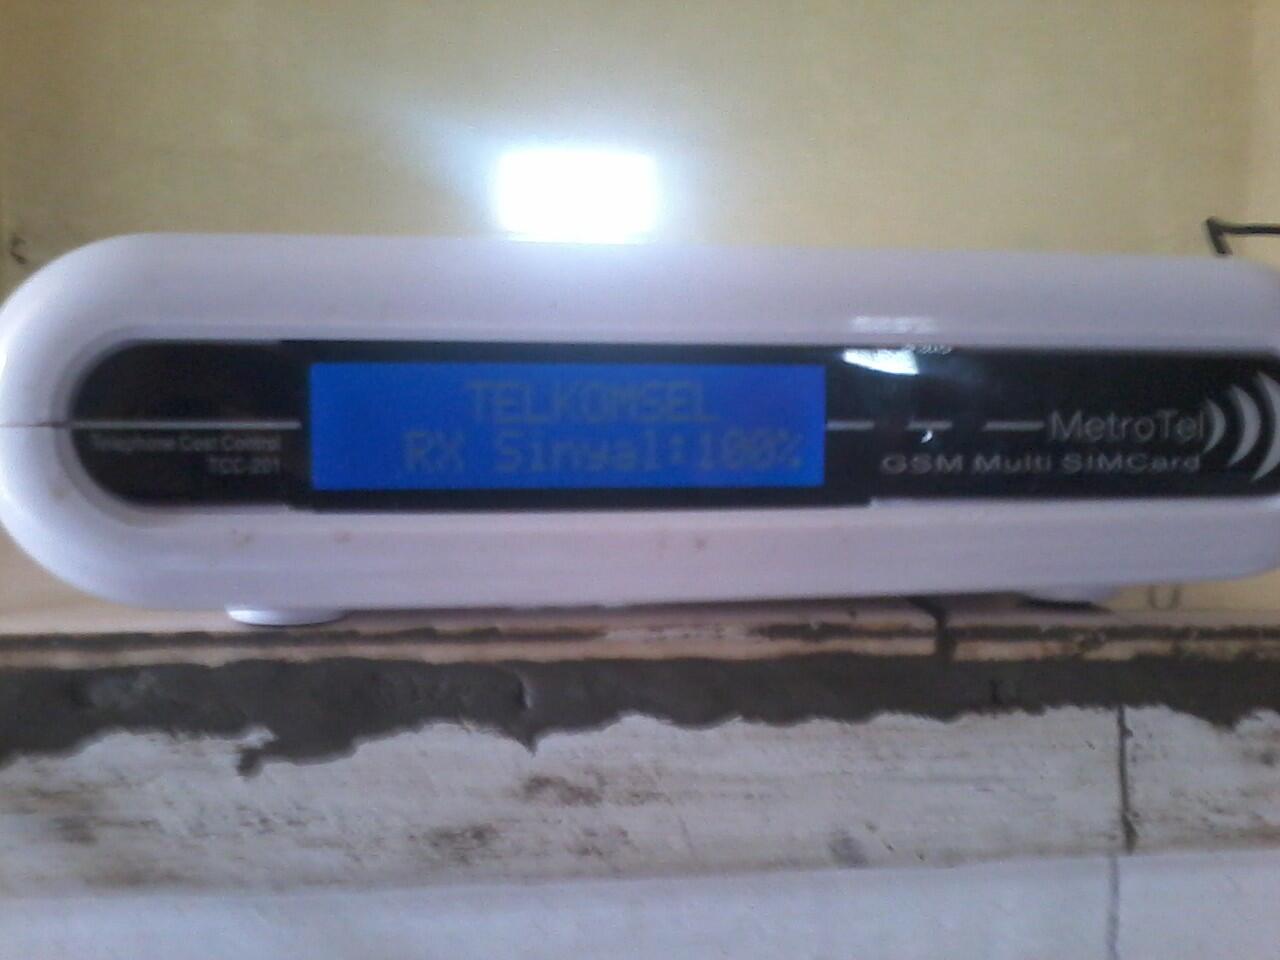 TELKOMSEL
RX Sinyal:100%
Telephone Cost Control
TCC-201
MetroTel
GSM Multi SIMCard